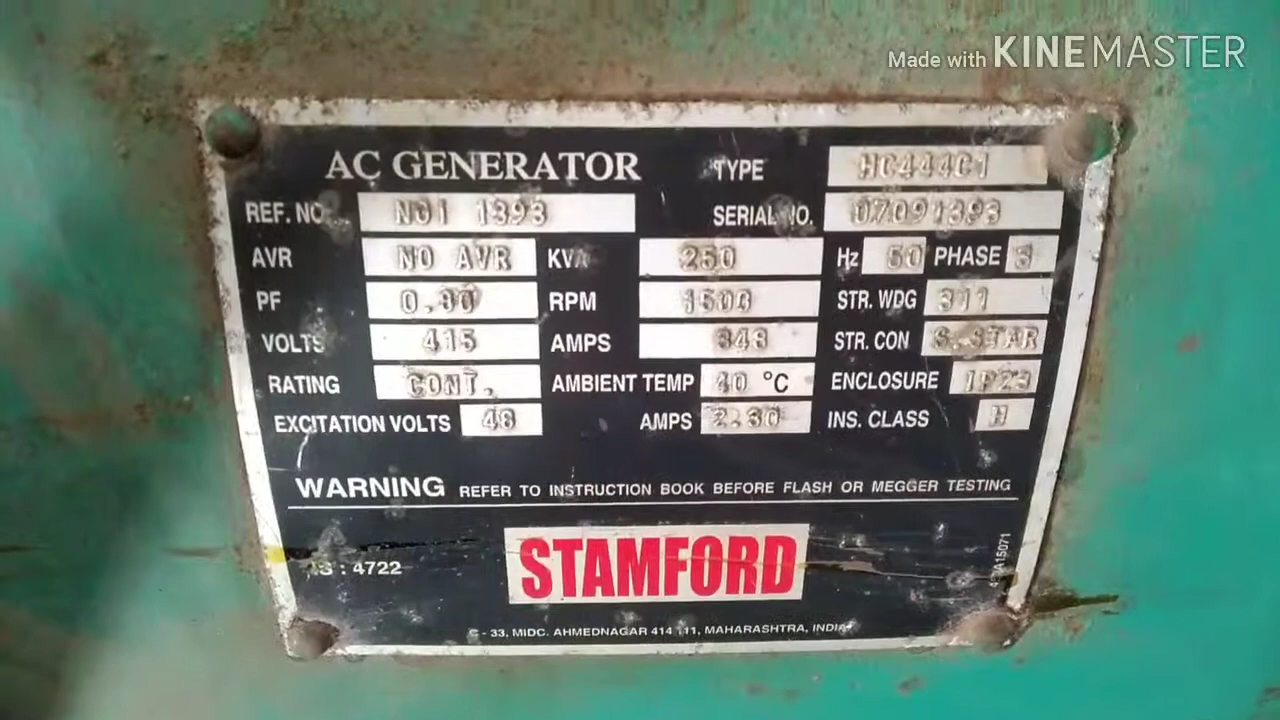 Made with KINEMASTER
AC GENERATOR TYPE HC444C1
REF. NO. N01 1393 SERIAL NO. 07091393
AVR NO AVR KVA 250 Hz 50 PHASE 3
PF 0.80 RPM 1500 STR. WDG 311
VOLTS 415 AMPS 348 STR. CON S.STAR
RATING CONT. AMBIENT TEMP 40 °C ENCLOSURE IP23
EXCITATION VOLTS 48 AMPS 2.30 INS. CLASS H
WARNING REFER TO INSTRUCTION BOOK BEFORE FLASH OR MEGGER TESTING
IS : 4722
STAMFORD
C - 33, MIDC. AHMEDNAGAR 414 111, MAHARASHTRA, INDIA